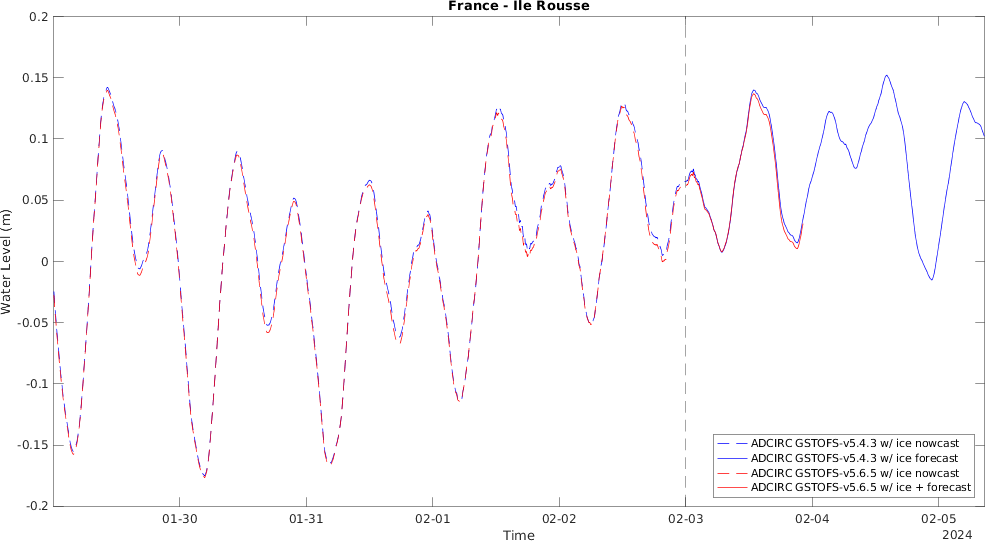 France - Ile Rousse
0.2
0.15
0.1
0.05
0
-0.05
-0.1
-0.15
-0.2
Water Level (m)
ADCIRC GSTOFS-v5.4.3 w/ ice nowcast
ADCIRC GSTOFS-v5.4.3 w/ ice forecast
ADCIRC GSTOFS-v5.6.5 w/ ice nowcast
ADCIRC GSTOFS-v5.6.5 w/ ice + forecast
01-30 01-31 02-01 02-02 02-03 02-04 02-05
Time
2024